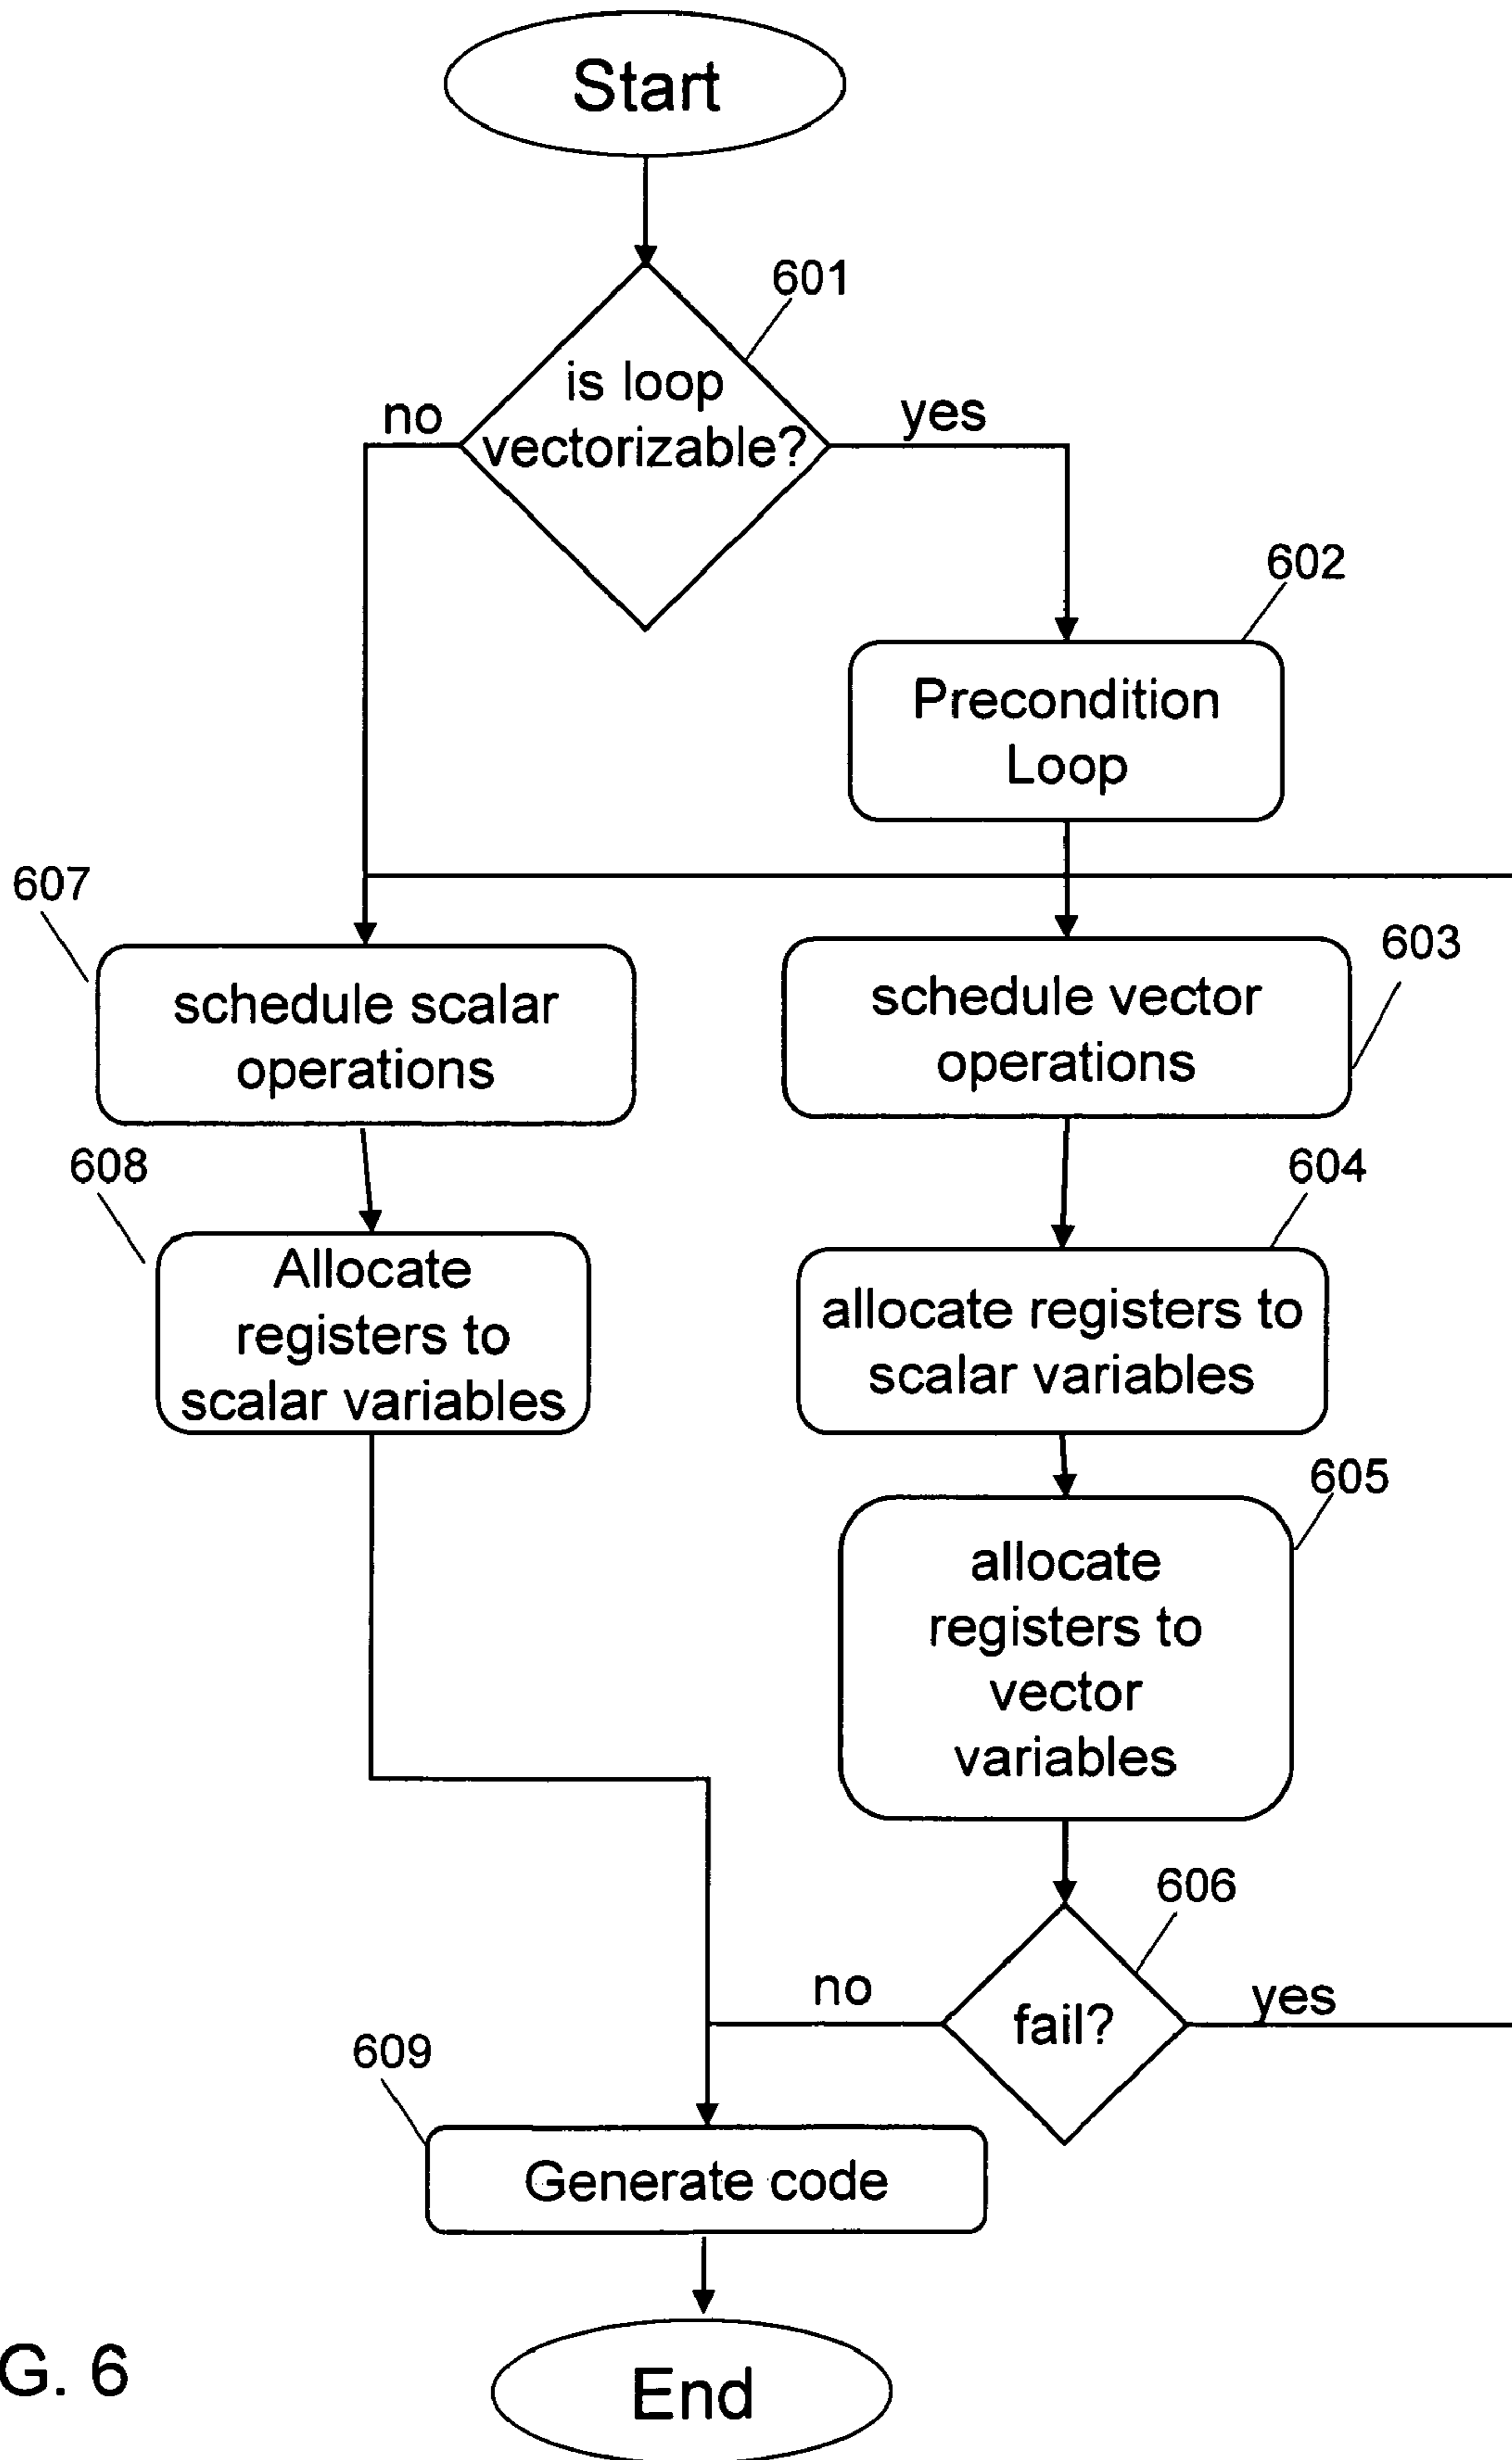 Start
601
is loop
vectorizable?
no
yes
602
Precondition
Loop
607
603
schedule scalar
operations
schedule vector
operations
608
604
Allocate
registers to
scalar variables
allocate registers to
scalar variables
605
allocate
registers to
vector
variables
606
no
fail?
yes
609
Generate code
End
G. 6